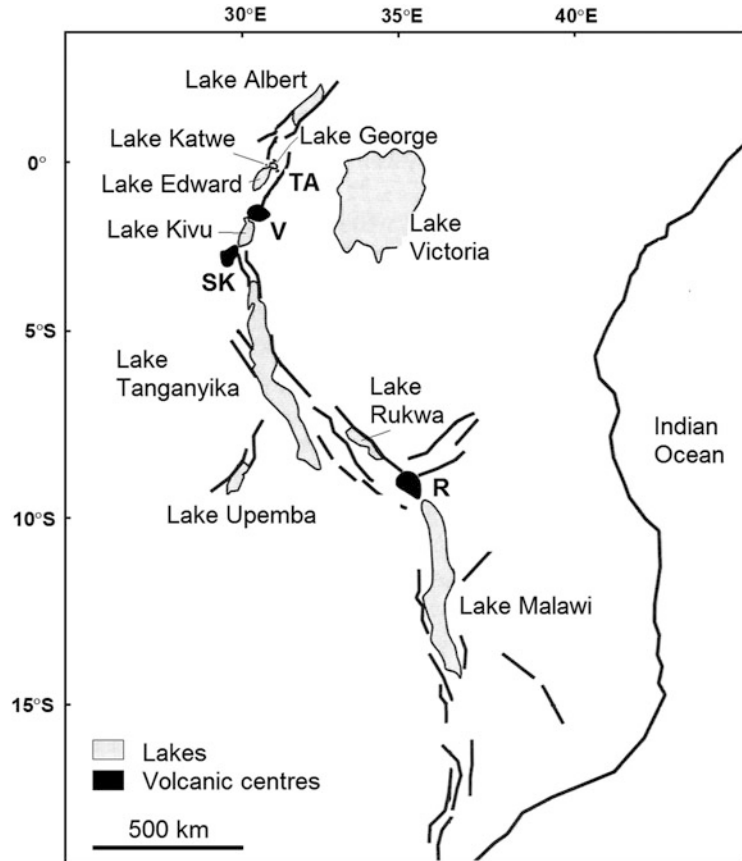 30°E
35°E
40°E
Lake Albert
Lake Katwe
Lake George
0°
Lake Edward
TA
Lake Kivu
V
Lake
Victoria
SK
5°S
Lake
Tanganyika
Lake
Rukwa
Indian
Ocean
R
Lake Upemba
10°S
Lake Malawi
15°S
Lakes
Volcanic centres
500 km